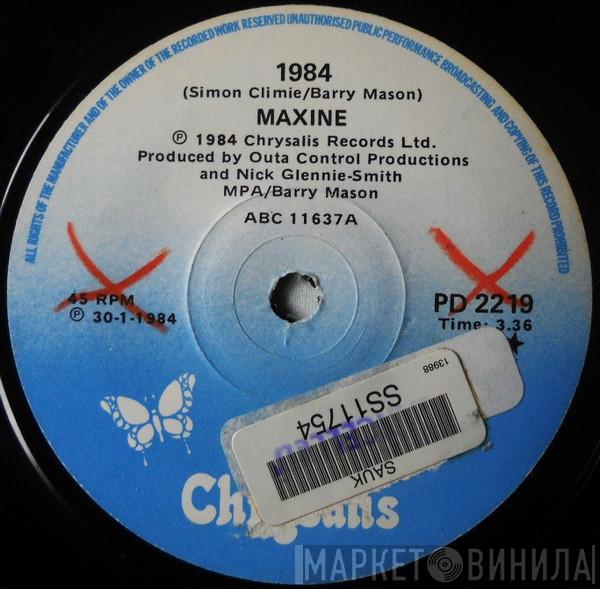 ALL RIGHTS OF THE MANUFACTURER AND OF THE OWNER OF THE RECORDED WORK RESERVED UNAUTHORISED PUBLIC PERFORMANCE BROADCASTING AND COPYING OF THIS RECORD PROHIBITED
1984
(Simon Climie/Barry Mason)
MAXINE
℗ 1984 Chrysalis Records Ltd.
Produced by Outa Control Productions
and Nick Glennie-Smith
MPA/Barry Mason
ABC 11637A
45 RPM
℗ 30-1-1984
PD 2219
Time: 3.36
13988
SS11754
SAUK
Chrysalis
МАРКЕТ ВИНИЛА